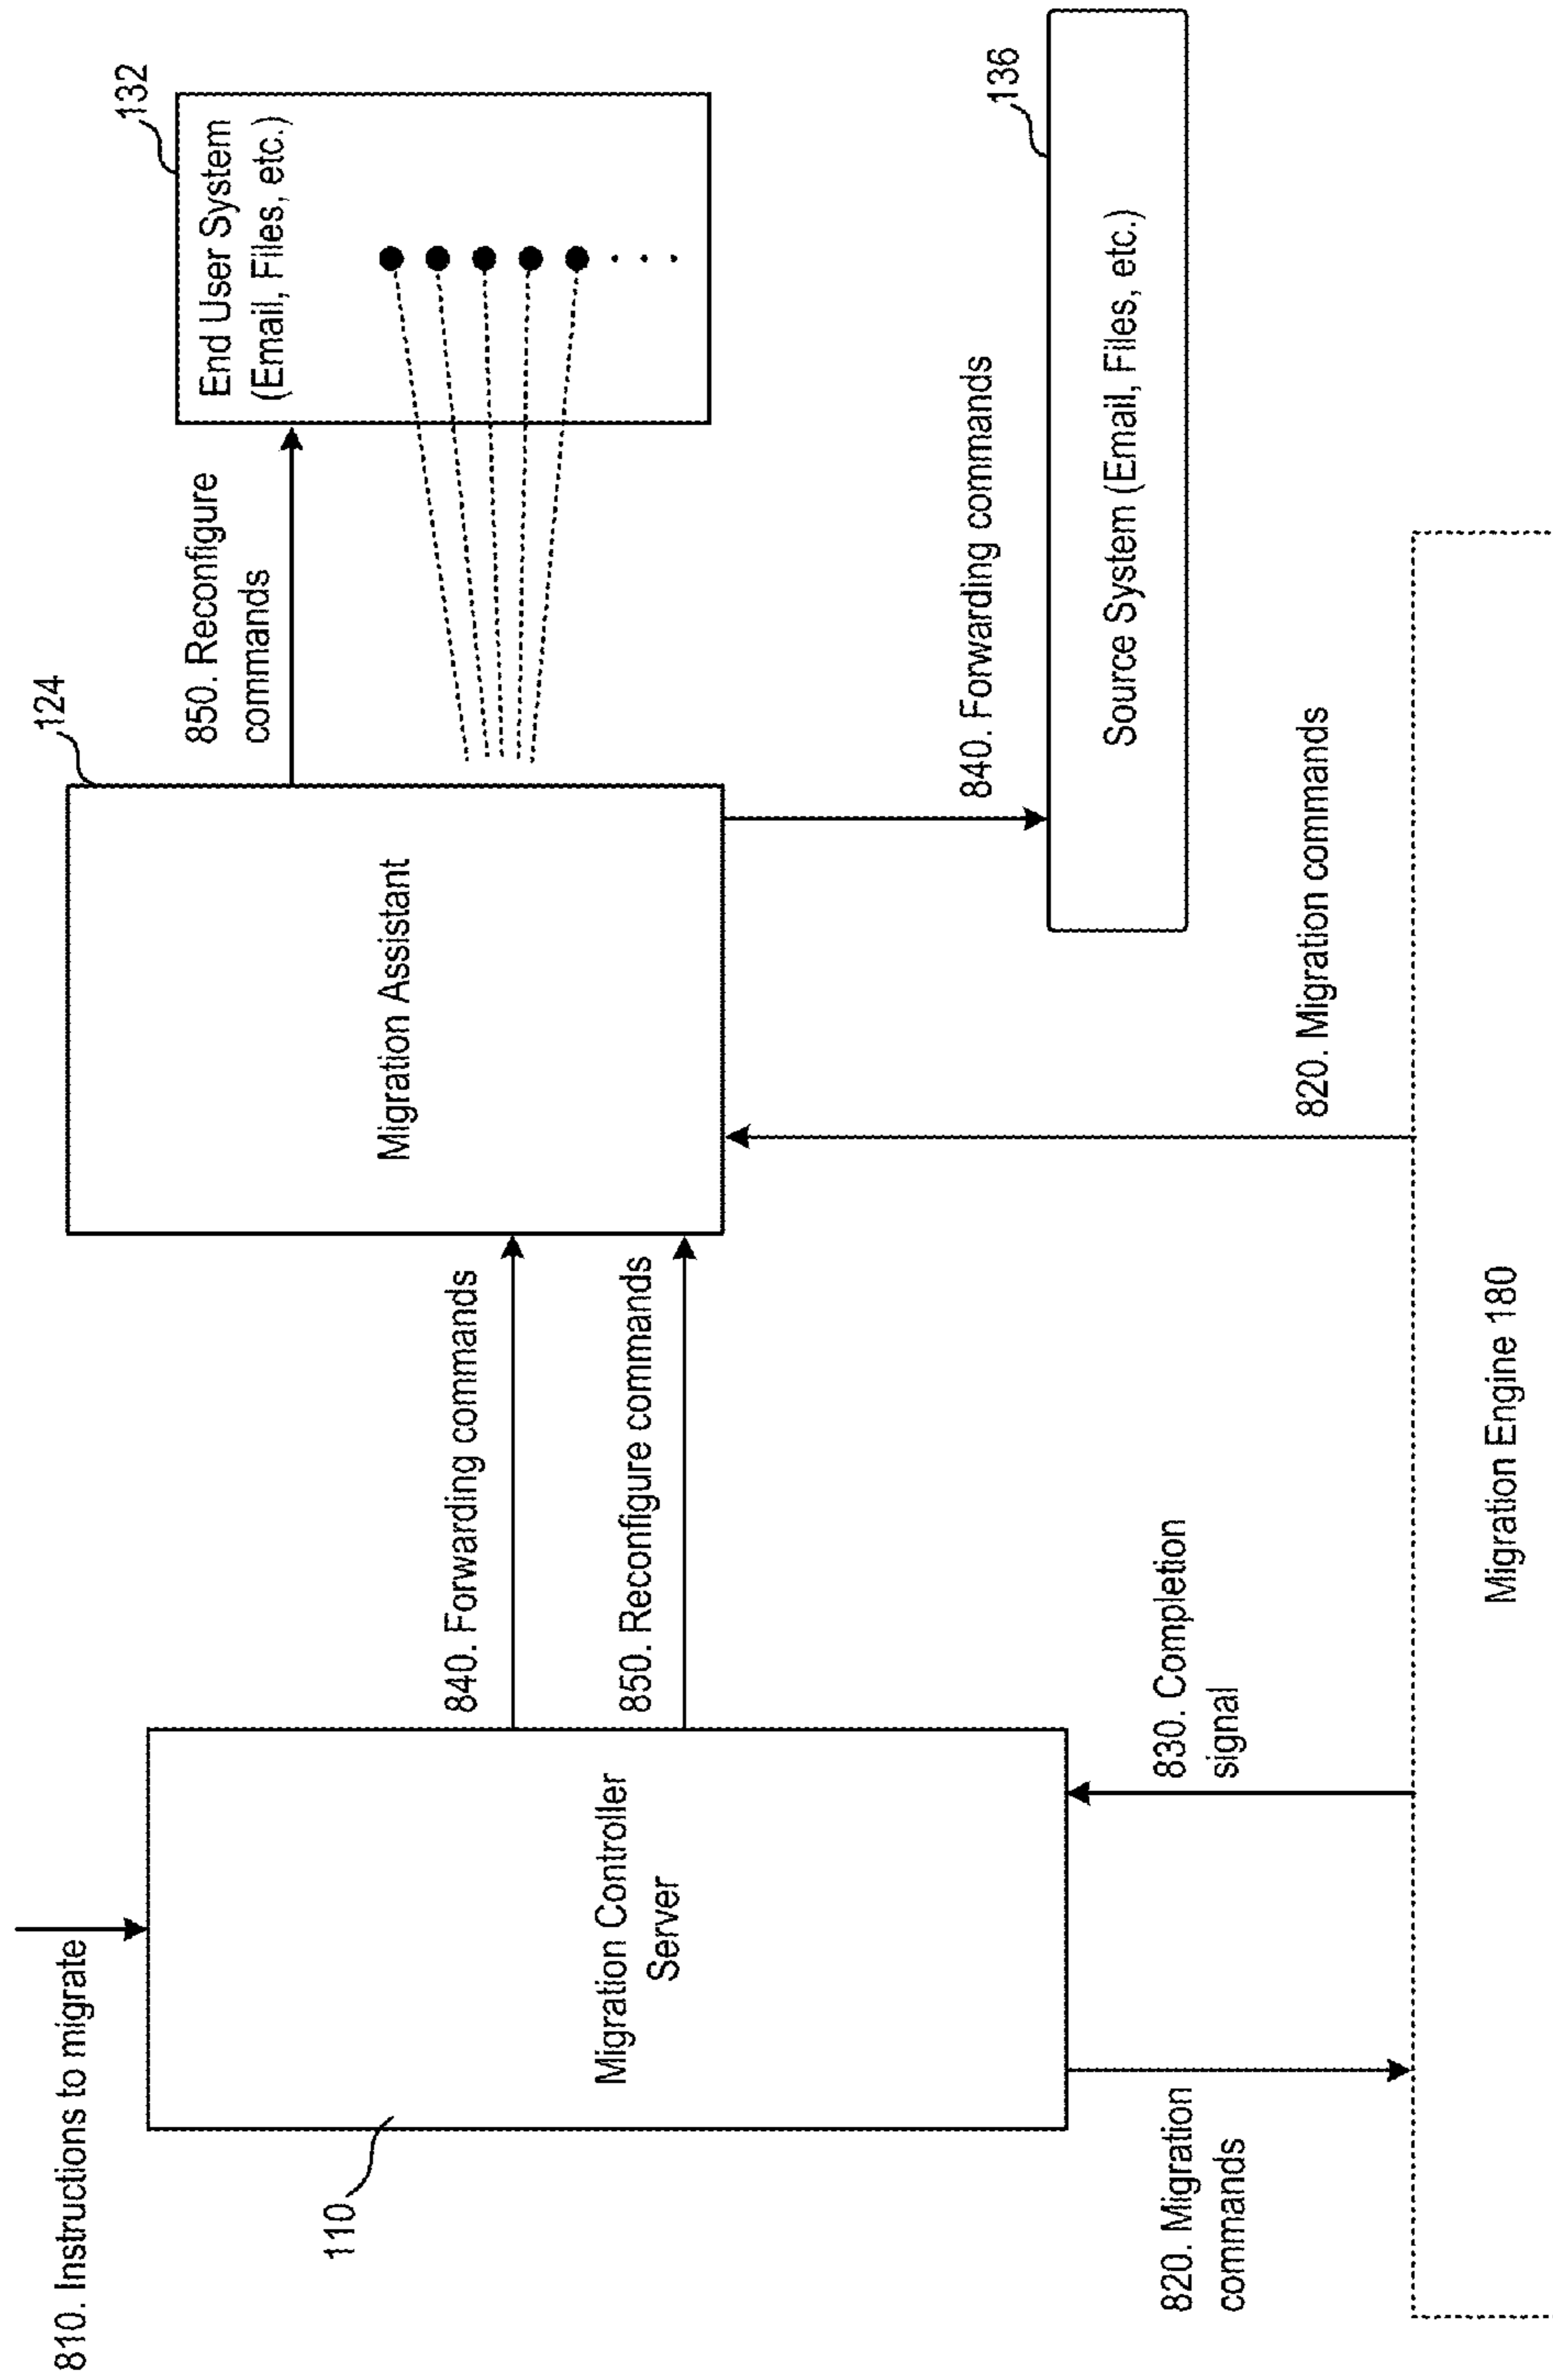 810. Instructions to migrate
110
Migration Controller
Server
840. Forwarding commands
850. Reconfigure commands
820. Migration
commands
830. Completion
signal
124
Migration Assistant
850. Reconfigure
commands
132
End User System
(Email, Files, etc.)
840. Forwarding commands
136
Source System (Email, Files, etc.)
820. Migration commands
Migration Engine 180